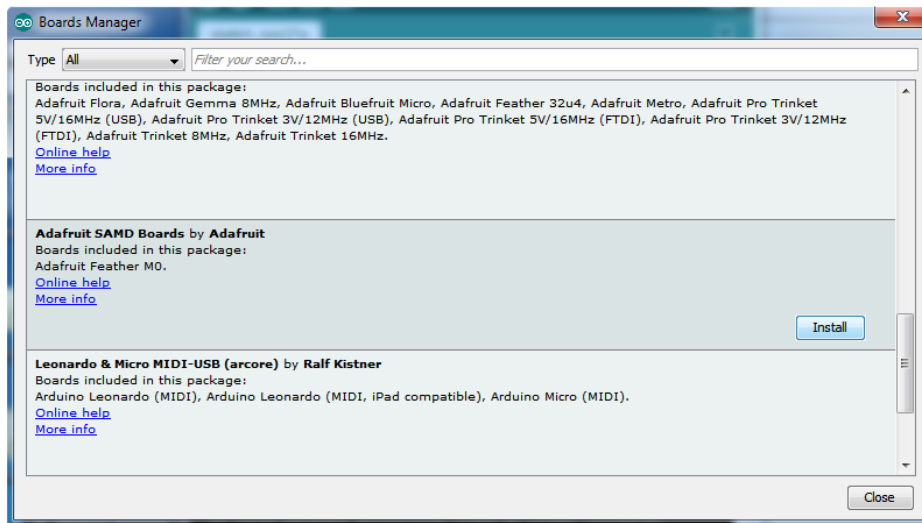 Boards Manager
Type All Filter your search...
Boards included in this package:
Adafruit Flora, Adafruit Gemma 8MHz, Adafruit Bluefruit Micro, Adafruit Feather 32u4, Adafruit Metro, Adafruit Pro Trinket
5V/16MHz (USB), Adafruit Pro Trinket 3V/12MHz (USB), Adafruit Pro Trinket 5V/16MHz (FTDI), Adafruit Pro Trinket 3V/12MHz
(FTDI), Adafruit Trinket 8MHz, Adafruit Trinket 16MHz.
Online help
More info
Adafruit SAMD Boards by Adafruit
Boards included in this package:
Adafruit Feather M0.
Online help
More info
Install
Leonardo & Micro MIDI-USB (arcore) by Ralf Kistner
Boards included in this package:
Arduino Leonardo (MIDI), Arduino Leonardo (MIDI, iPad compatible), Arduino Micro (MIDI).
Online help
More info
Close